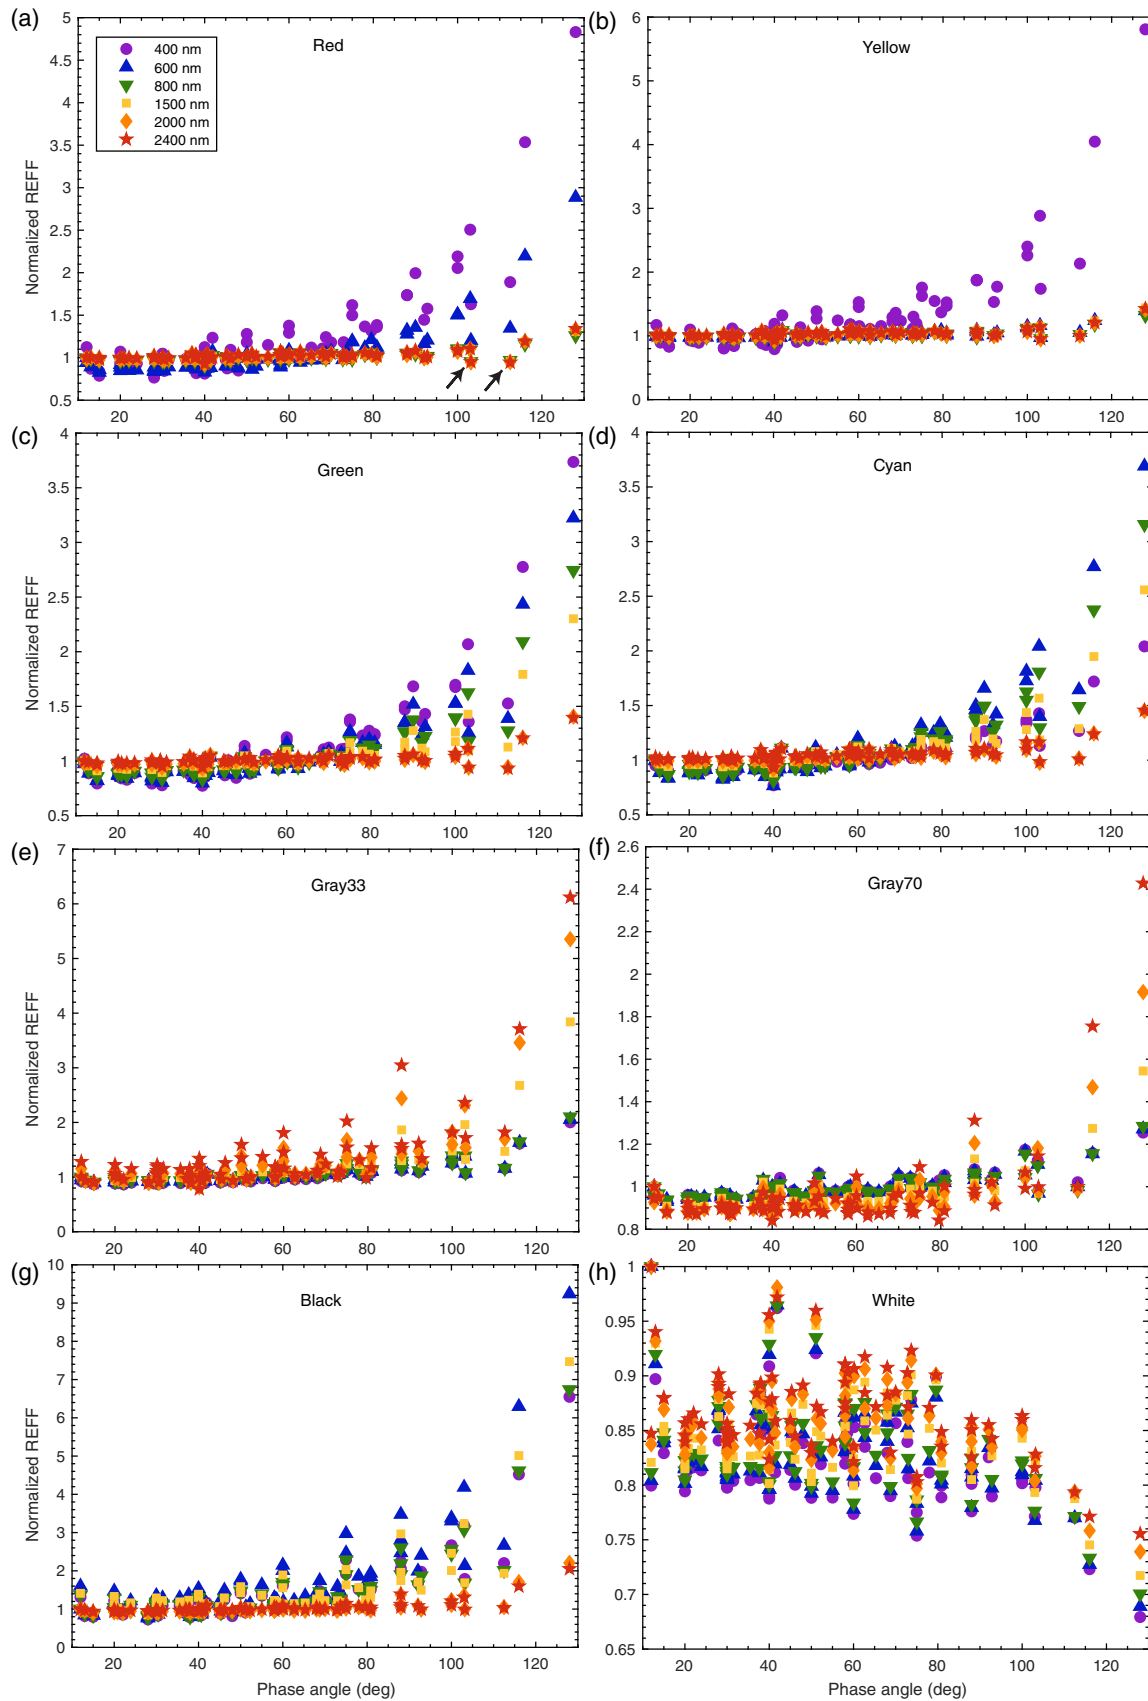 (a)
Red
400 nm
600 nm
800 nm
1500 nm
2000 nm
2400 nm
Normalized REFF
5
4.5
4
3.5
3
2.5
2
1.5
1
0.5
20 40 60 80 100 120
(b)
Yellow
6
5
4
3
2
1
0
20 40 60 80 100 120
(c)
Green
Normalized REFF
4
3.5
3
2.5
2
1.5
1
0.5
20 40 60 80 100 120
(d)
Cyan
4
3.5
3
2.5
2
1.5
1
0.5
20 40 60 80 100 120
(e)
Gray33
Normalized REFF
7
6
5
4
3
2
1
0
20 40 60 80 100 120
(f)
Gray70
2.6
2.4
2.2
2
1.8
1.6
1.4
1.2
1
0.8
20 40 60 80 100 120
(g)
Black
Normalized REFF
10
9
8
7
6
5
4
3
2
1
0
20 40 60 80 100 120
Phase angle (deg)
(h)
White
1
0.95
0.9
0.85
0.8
0.75
0.7
0.65
20 40 60 80 100 120
Phase angle (deg)